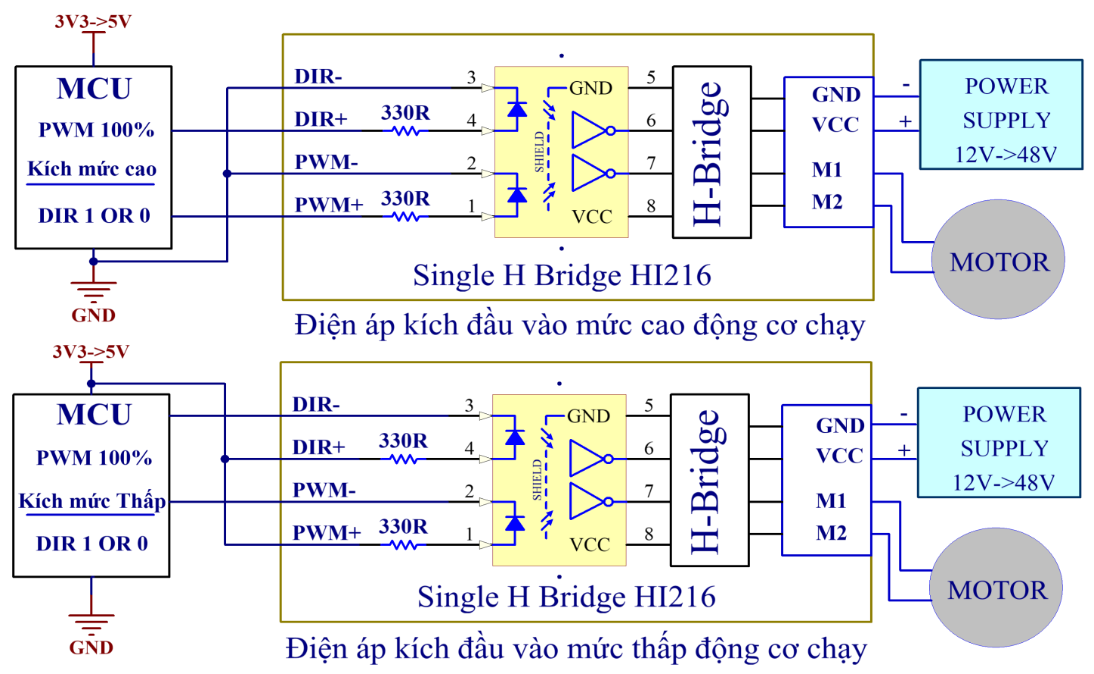 3V3->5V
MCU
PWM 100%
Kích mức cao
DIR 1 OR 0
GND
DIR-
DIR+
PWM-
PWM+
330R
330R
3
4
2
1
SHIELD
GND
VCC
5
6
7
8
H-Bridge
GND
VCC
M1
M2
-
+
POWER
SUPPLY
12V->48V
MOTOR
Single H Bridge HI216
Điện áp kích đầu vào mức cao động cơ chạy
3V3->5V
MCU
PWM 100%
Kích mức Thấp
DIR 1 OR 0
GND
DIR-
DIR+
PWM-
PWM+
330R
330R
3
4
2
1
SHIELD
GND
VCC
5
6
7
8
H-Bridge
GND
VCC
M1
M2
-
+
POWER
SUPPLY
12V->48V
MOTOR
Single H Bridge HI216
Điện áp kích đầu vào mức thấp động cơ chạy